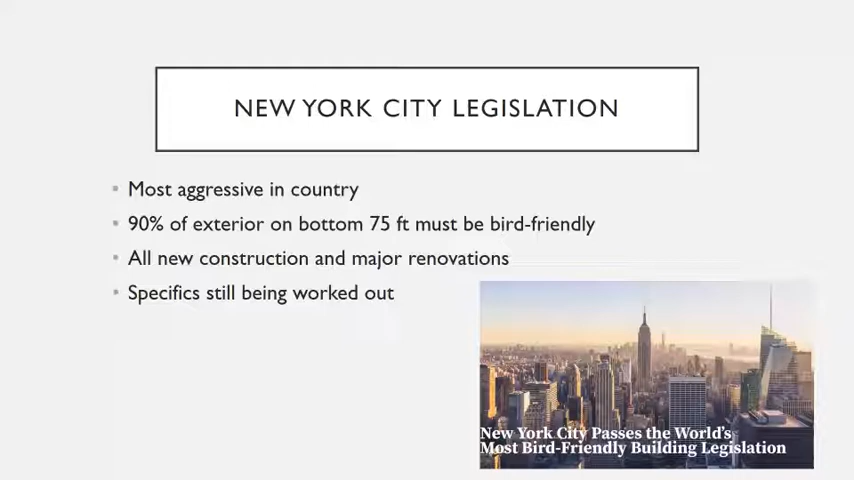 NEW YORK CITY LEGISLATION
Most aggressive in country
90% of exterior on bottom 75 ft must be bird-friendly
All new construction and major renovations
Specifics still being worked out
New York City Passes the World's
Most Bird-Friendly Building Legislation